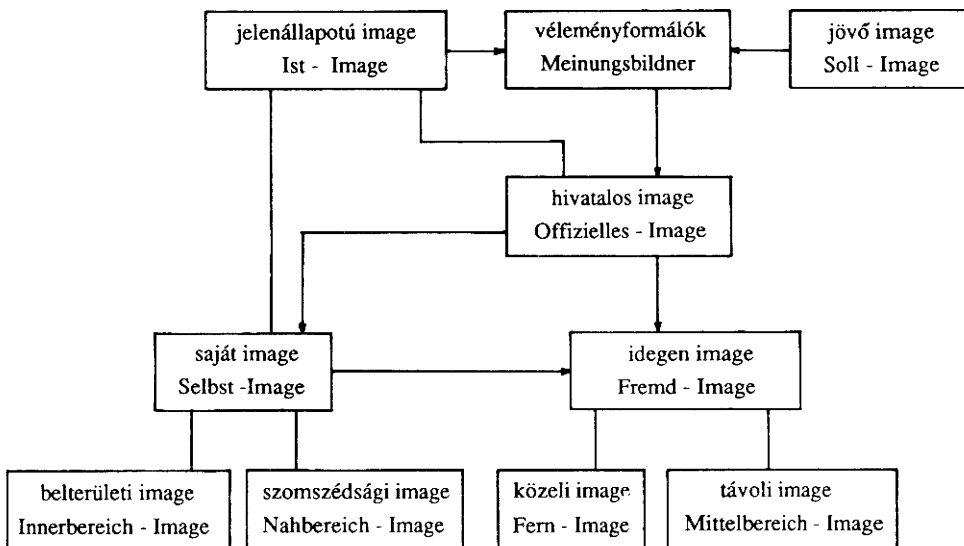 jelenállapotú image
Ist - Image
véleményformálók
Meinungsbildner
jövő image
Soll - Image
hivatalos image
Offizielles - Image
saját image
Selbst -Image
idegen image
Fremd - Image
belterületi image
Innerbereich - Image
szomszédsági image
Nahbereich - Image
közeli image
Fern - Image
távoli image
Mittelbereich - Image